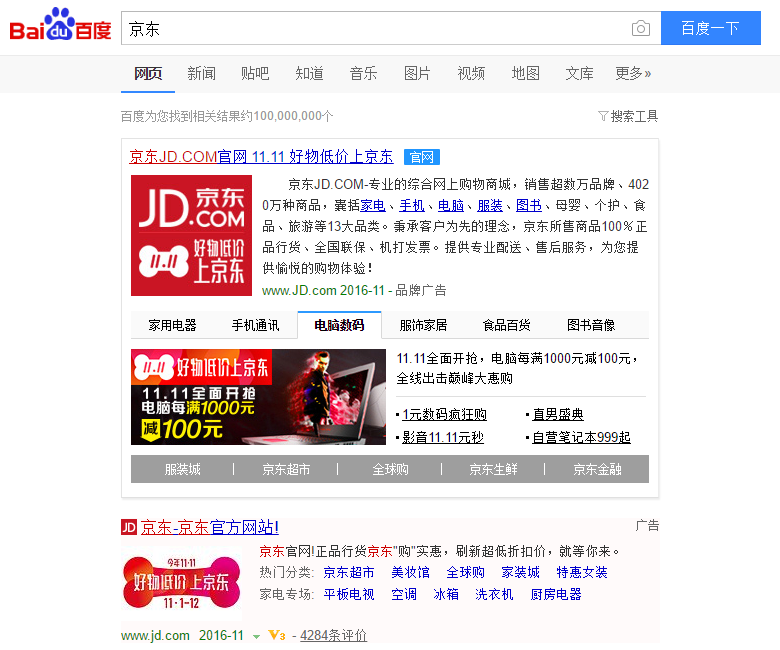 Bai du 百度
京东
百度一下
网页 新闻 贴吧 知道 音乐 图片 视频 地图 文库 更多»
百度为您找到相关结果约100,000,000个
搜索工具
京东JD.COM官网 11.11 好物低价上京东 官网
JD 京东 .COM
11.11 好物低价 上京东
京东JD.COM-专业的综合网上购物商城，销售超数万品牌、402
0万种商品，囊括家电、手机、电脑、服装、图书、母婴、个护、食
品、旅游等13大品类。秉承客户为先的理念，京东所售商品100％正
品行货、全国联保、机打发票。提供专业配送、售后服务，为您提
供愉悦的购物体验！
www.JD.com 2016-11 - 品牌广告
家用电器 手机通讯 电脑数码 服饰家居 食品百货 图书音像
11.11 好物低价上京东
11.11全面开抢
电脑每满1000元
减100元
11.11全面开抢，电脑每满1000元减100元，
全线出击巅峰大惠购
1元数码疯狂购 直男盛典
影音11.11元秒 自营笔记本999起
服装城 京东超市 全球购 京东生鲜 京东金融
JD 京东-京东官方网站!
广告
今年11·11
好物低价 上京东
11·1-12
京东官网!正品行货京东"购"实惠，刷新超低折扣价，就等你来。
热门分类: 京东超市 美妆馆 全球购 家装城 特惠女装
家电专场: 平板电视 空调 冰箱 洗衣机 厨房电器
www.jd.com 2016-11 V3 - 4284条评价